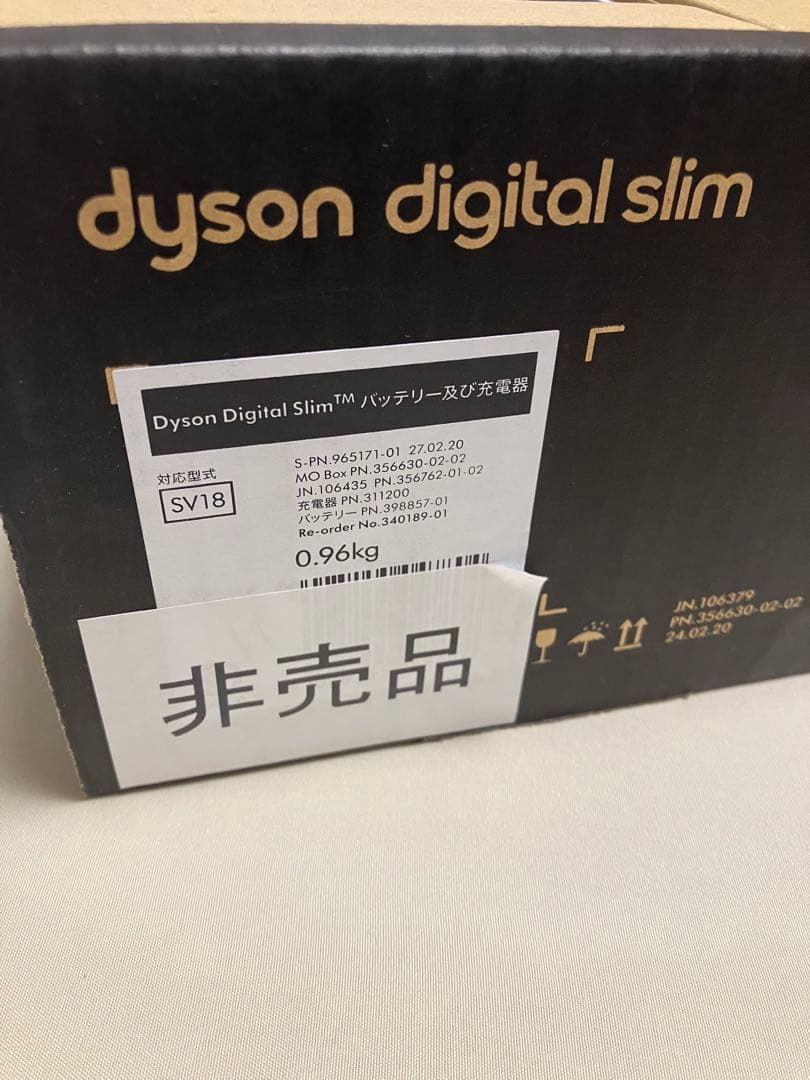 dyson digital slim
Dyson Digital Slim™ バッテリー及び充電器
対応型式
SV18
S-PN.965171-01 27.02.20
MO Box PN.356630-02-02
JN.106435 PN.356762-01-02
充電器 PN.311200
バッテリー PN.398857-01
Re-order No.340189-01
0.96kg
非売品
JN.106379
PN.356630-02-02
24.02.20